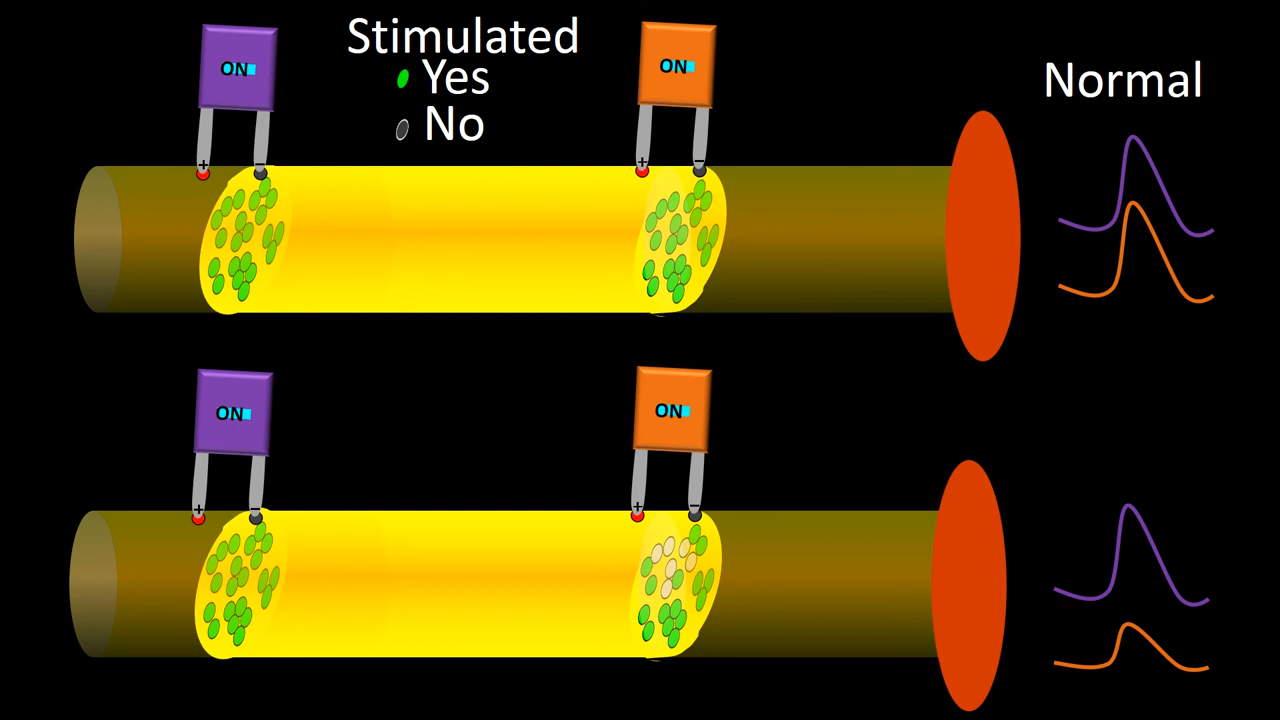 Stimulated
Yes
No
Normal
ON
ON
+ −
+ −
ON
ON
+ −
+ −